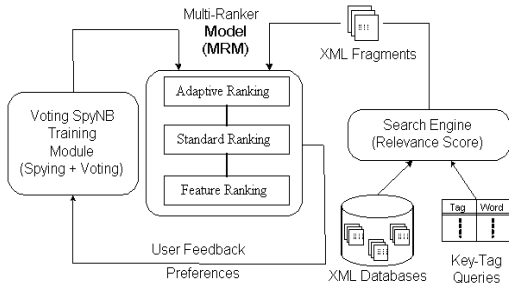 Multi-Ranker
Model
(MRM)
XML Fragments
Adaptive Ranking
Standard Ranking
Feature Ranking
Voting SpyNB
Training
Module
(Spying + Voting)
Search Engine
(Relevance Score)
Tag Word
User Feedback
Preferences
XML Databases
Key-Tag
Queries